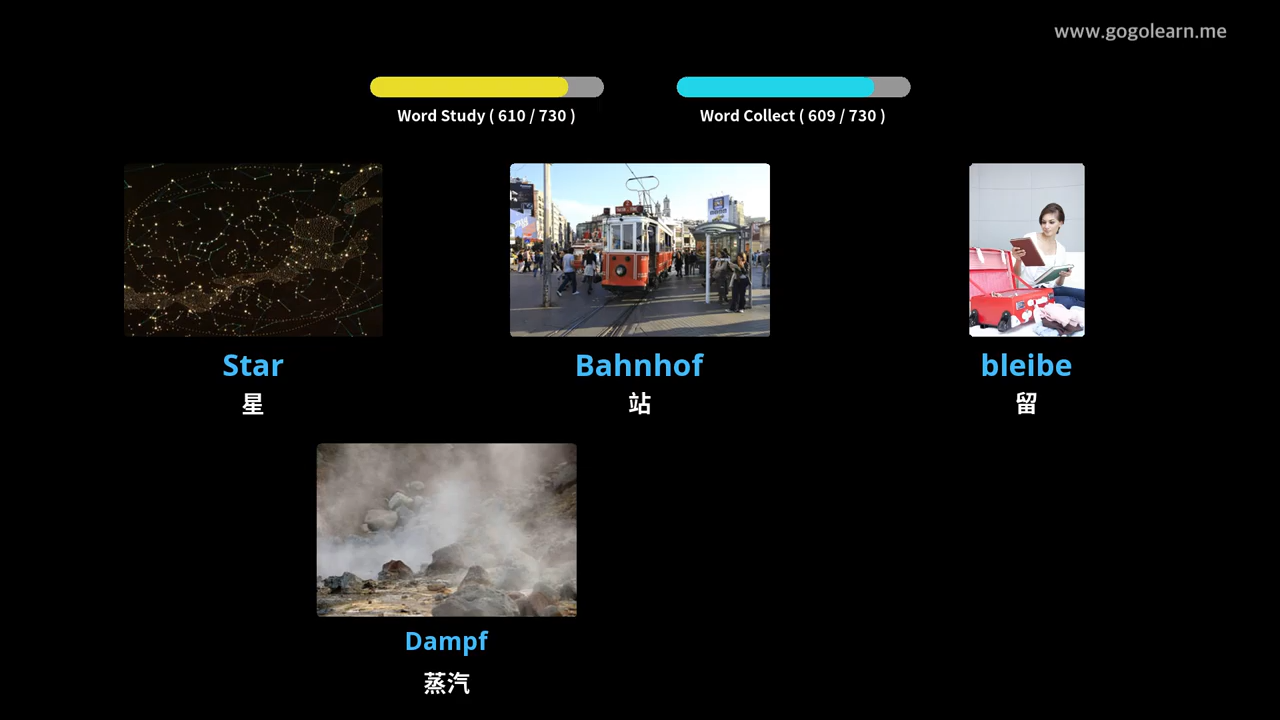 www.gogolearn.me
Word Study ( 610 / 730 )
Word Collect ( 609 / 730 )
Star
Bahnhof
bleibe
星
站
留
Dampf
蒸汽